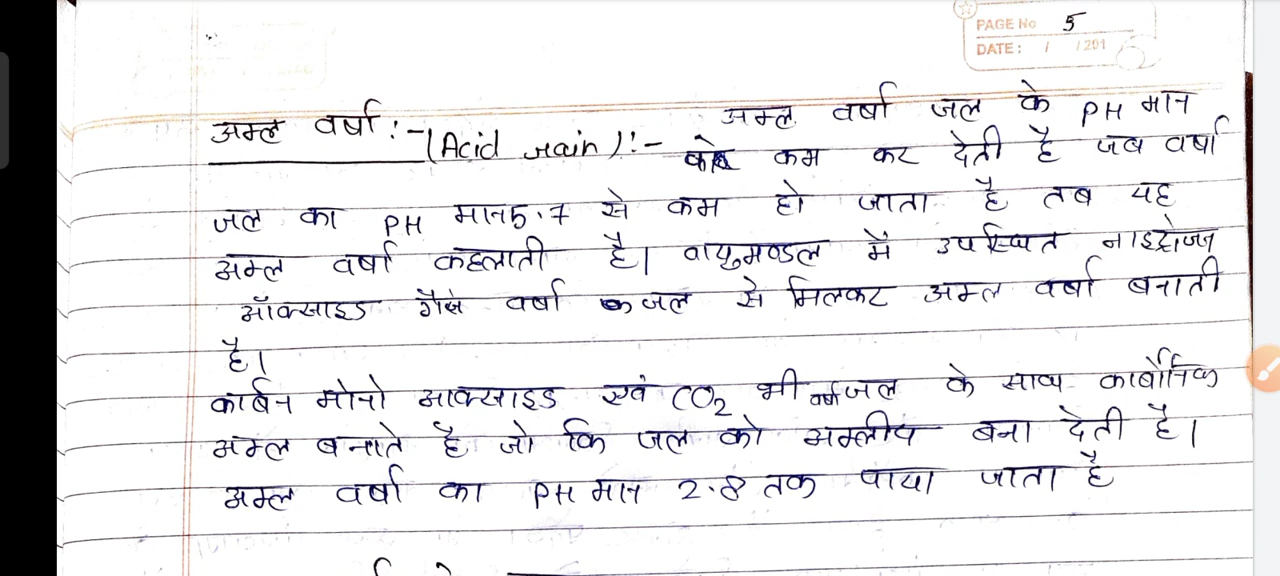 PAGE No 5
DATE: / /201
अम्ल वर्षा :- (Acid rain) :- अम्ल वर्षा जल के PH मान
को कम कर देती है जब वर्षा
जल का PH मान 5.7 से कम हो जाता है तब यह
अम्ल वर्षा कहलाती है। वायुमण्डल में उपस्थित नाइट्रोजन
ऑक्साइड गैसे वर्षा जल से मिलकर अम्ल वर्षा बनाती
है।
कार्बन मोनो आक्साइड एवं CO2 भी वर्षा जल के साथ कार्बोनिक
अम्ल बनाते है जो कि जल को अम्लीय बना देती है।
अम्ल वर्षा का PH मान 2.8 तक पाया जाता है